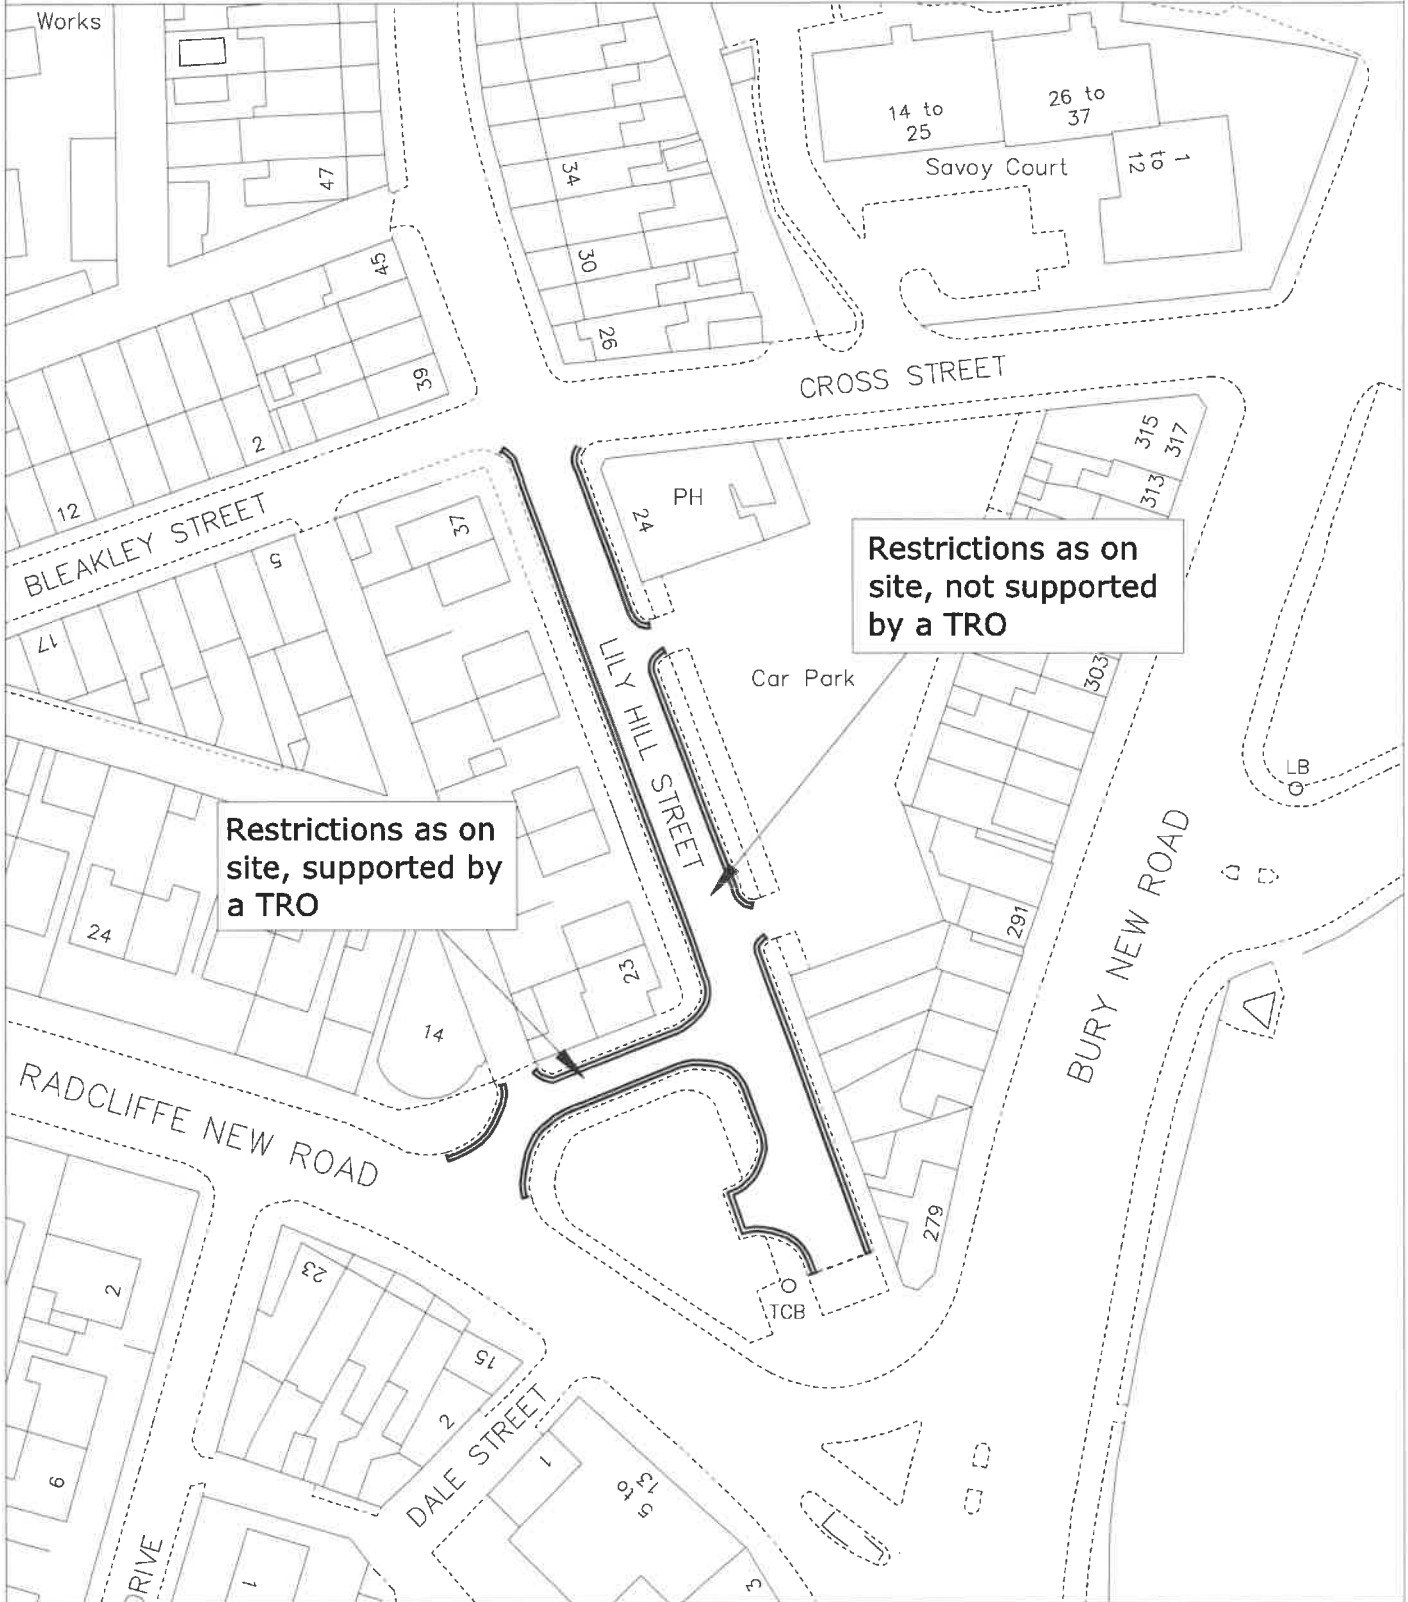 Works
47
34
30
26
14 to
25
26 to
37
1
to
12
Savoy Court
45
39
2
12
CROSS STREET
315
317
313
BLEAKLEY STREET
5
17
37
24
PH
Restrictions as on
site, not supported
by a TRO
303
Car Park
LILY HILL STREET
LB
Restrictions as on
site, supported by
a TRO
24
14
23
291
BURY NEW ROAD
RADCLIFFE NEW ROAD
279
2
23
15
2
TCB
6
DALE STREET
1
5 to
13
3
DRIVE
1